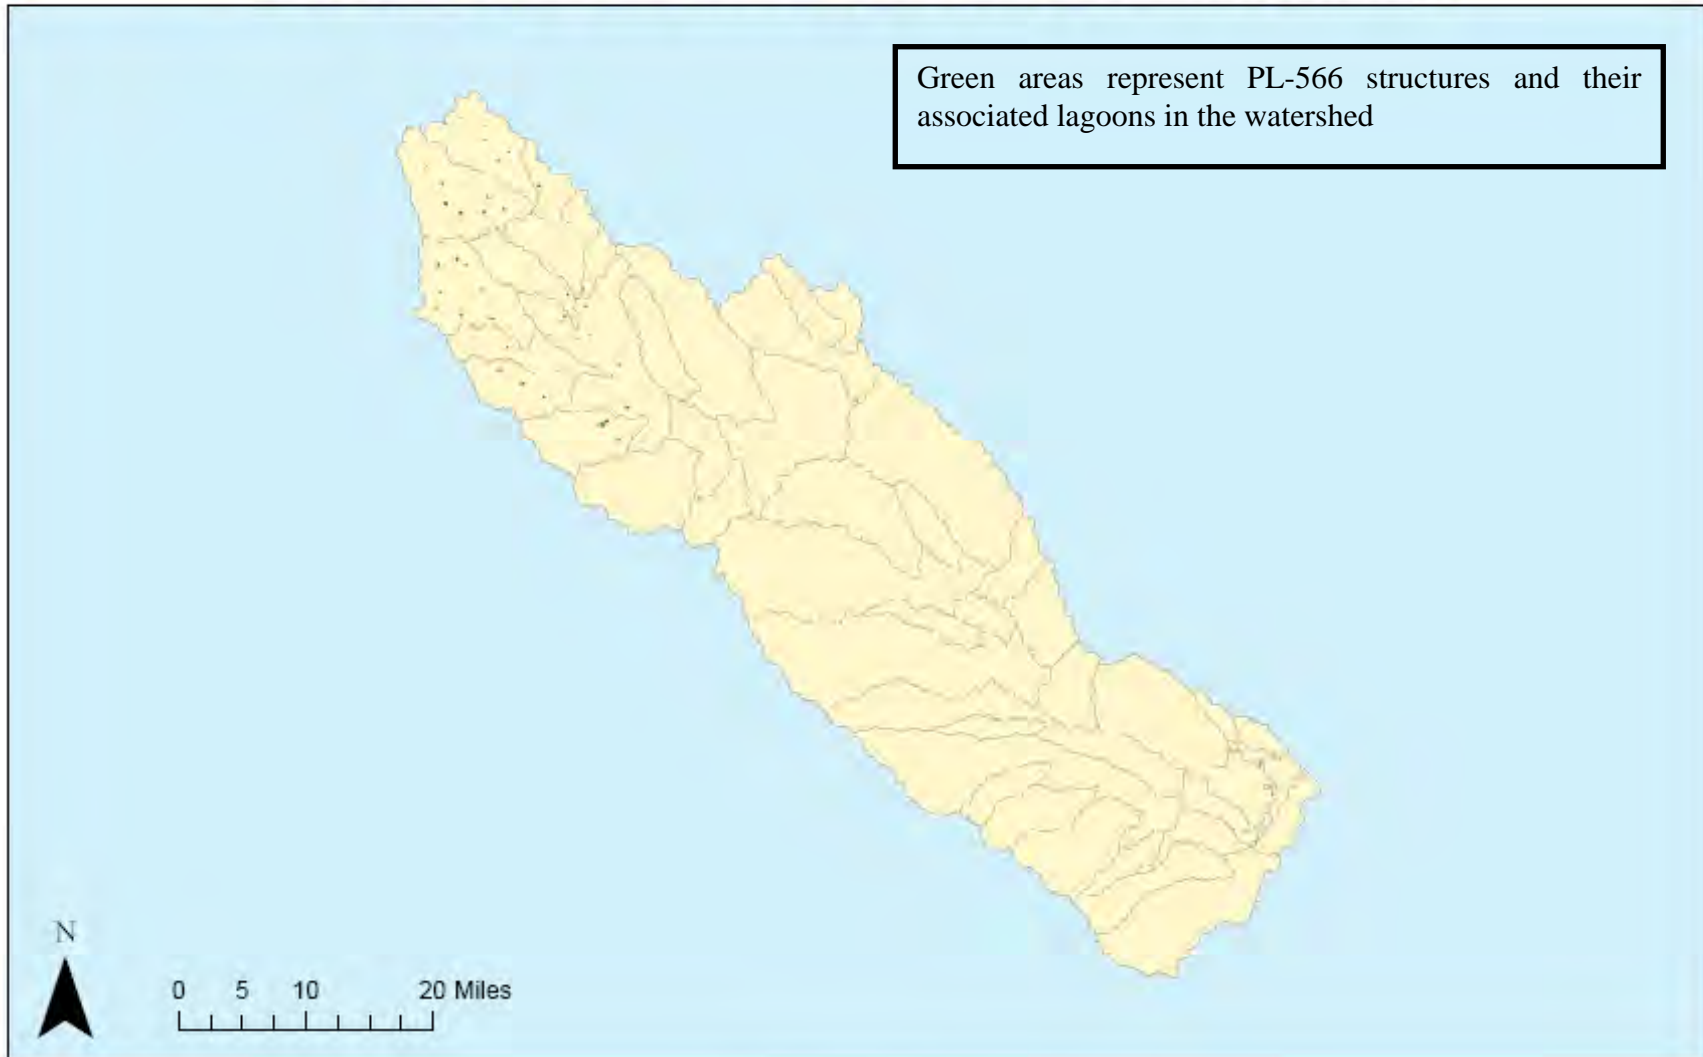 Green areas represent PL-566 structures and their
associated lagoons in the watershed
N
0 5 10 20 Miles